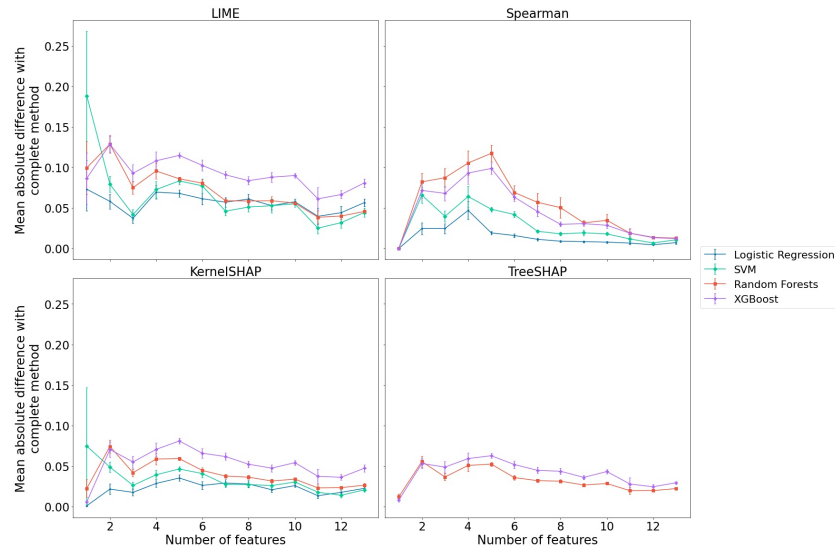 LIME
Spearman
Mean absolute difference with
complete method
0.25
0.20
0.15
0.10
0.05
0.00
Logistic Regression
SVM
Random Forests
XGBoost
KernelSHAP
TreeSHAP
Mean absolute difference with
complete method
0.25
0.20
0.15
0.10
0.05
0.00
2 4 6 8 10 12
2 4 6 8 10 12
Number of features
Number of features